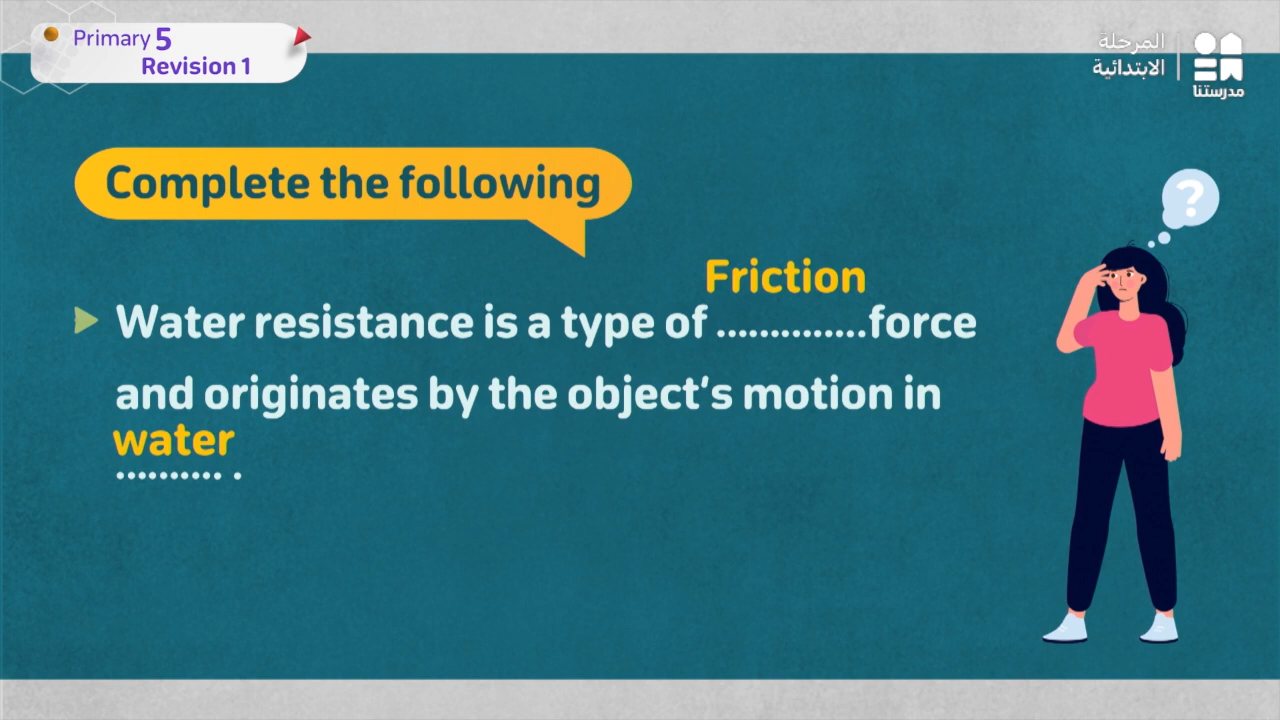 Primary 5
Revision 1
المرحلة
الابتدائية
مدرستنا
Complete the following
Friction
Water resistance is a type of ..............force
and originates by the object's motion in
water
.......... .
?